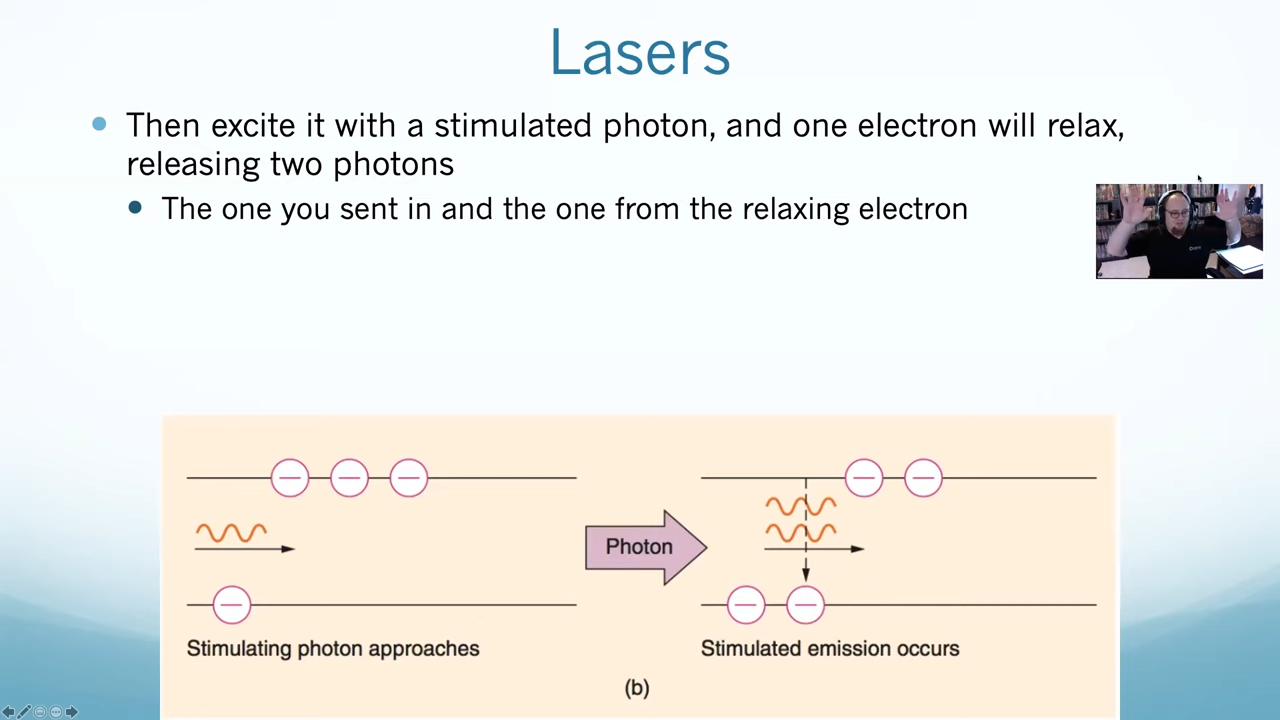 Lasers
Then excite it with a stimulated photon, and one electron will relax,
releasing two photons
The one you sent in and the one from the relaxing electron
Photon
Stimulating photon approaches
Stimulated emission occurs
(b)